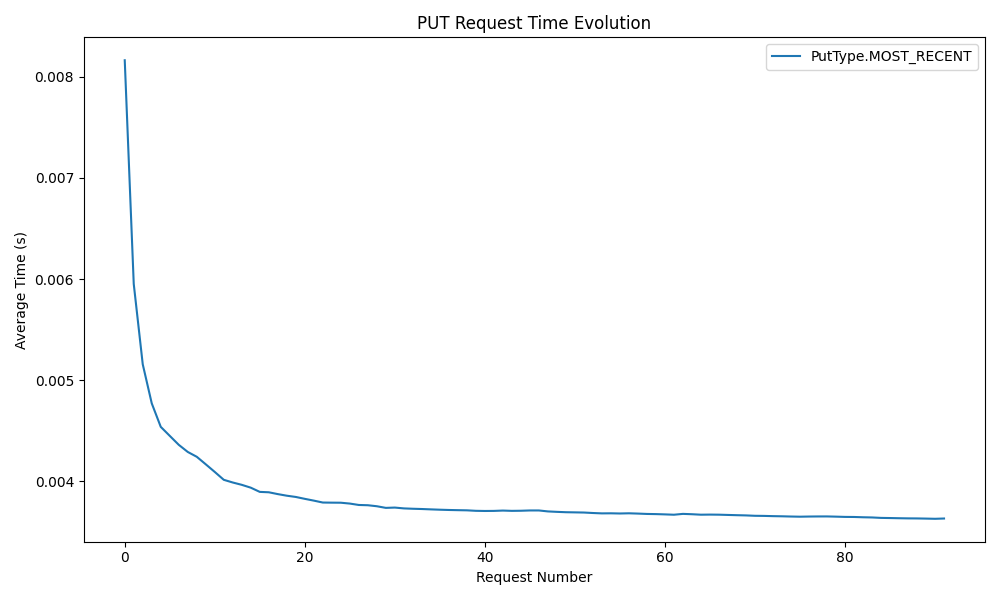 PUT Request Time Evolution
PutType.MOST_RECENT
Average Time (s)
0.008
0.007
0.006
0.005
0.004
0 20 40 60 80
Request Number